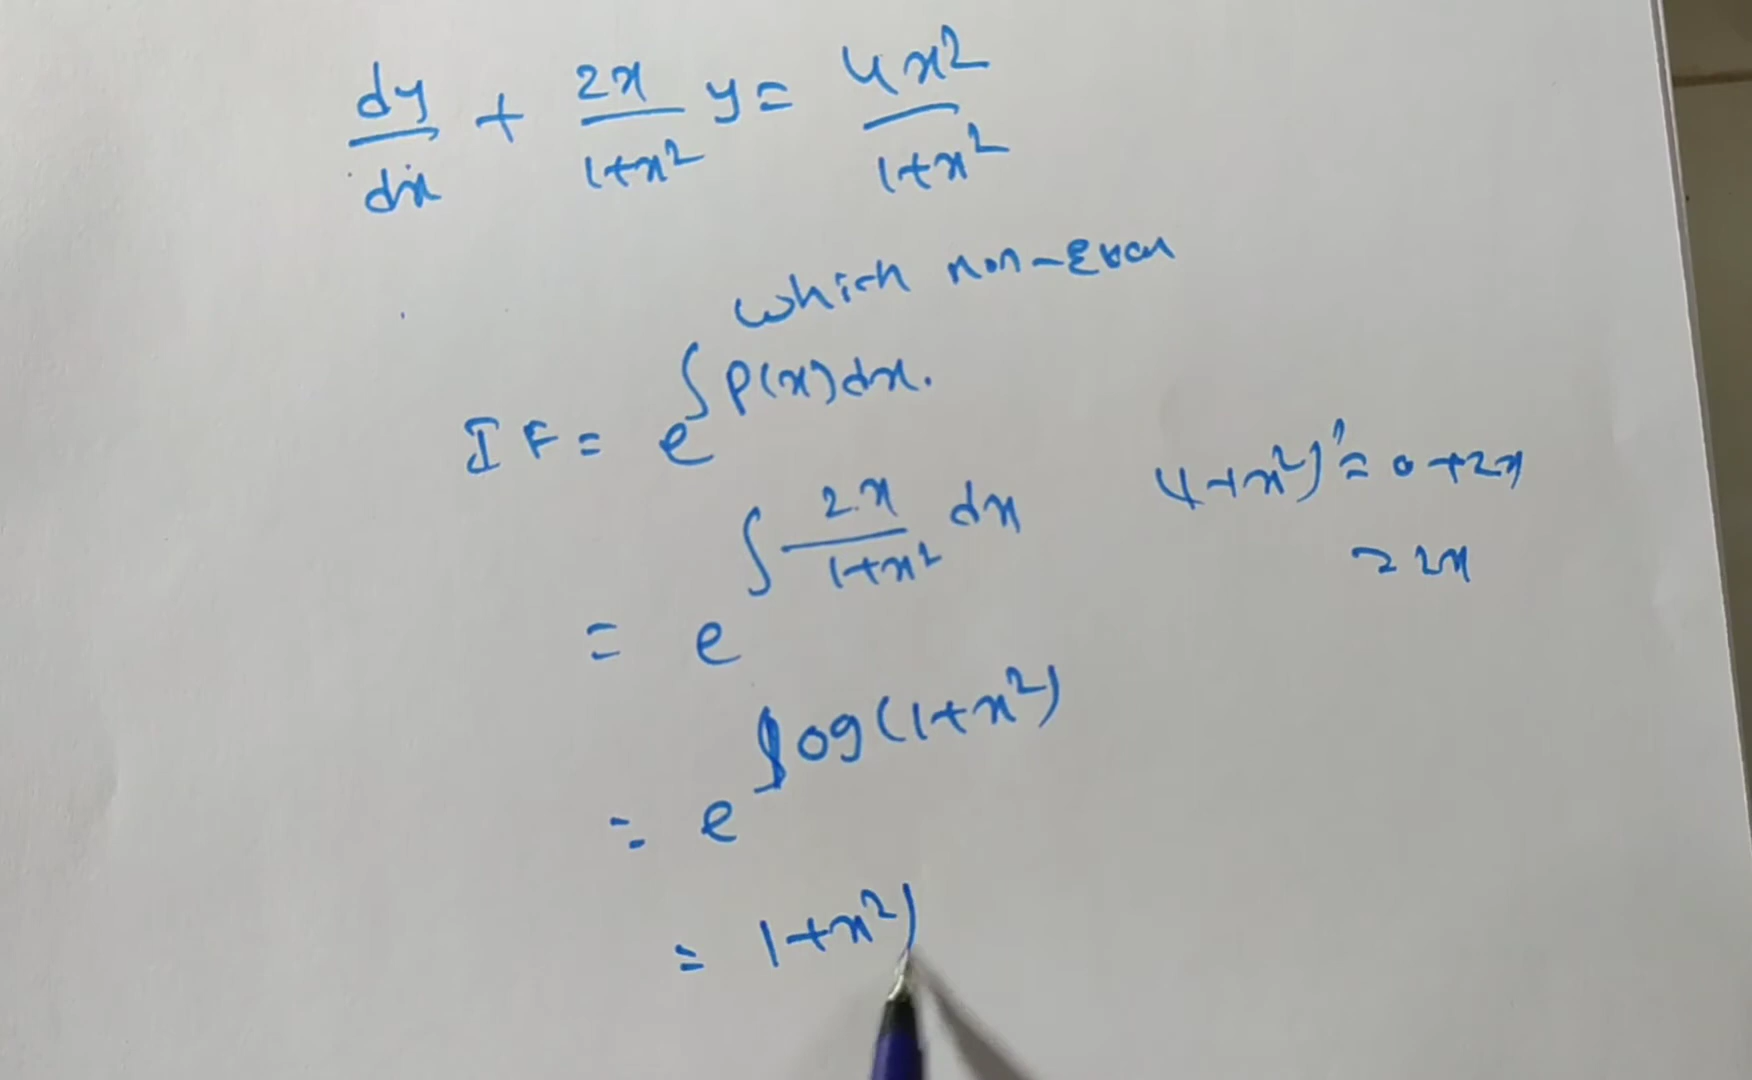 dy/dx + 2x/1+x² y = 4x²/1+x²
which non-Exact
IF = e^∫P(x)dx.
= e^∫ 2x/1+x² dx
(1+x²)' = 0+2x
= 2x
= e^log(1+x²)
= 1+x²)